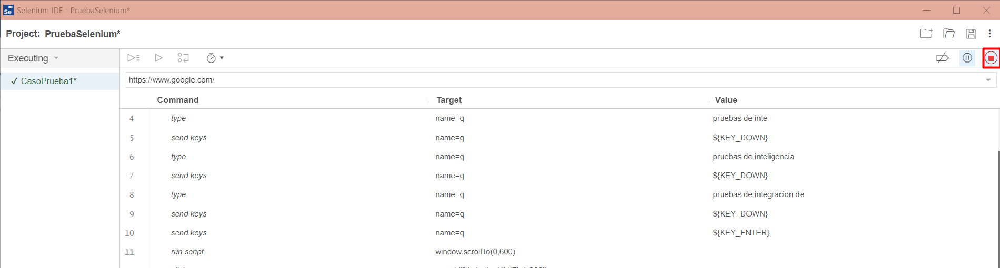 Se Selenium IDE - PruebaSelenium*
Project: PruebaSelenium*
Executing
✓ CasoPrueba1*
https://www.google.com/
Command Target Value
4 type name=q pruebas de inte
5 send keys name=q ${KEY_DOWN}
6 type name=q pruebas de inteligencia
7 send keys name=q ${KEY_DOWN}
8 type name=q pruebas de integracion de
9 send keys name=q ${KEY_DOWN}
10 send keys name=q ${KEY_ENTER}
11 run script window.scrollTo(0,600)